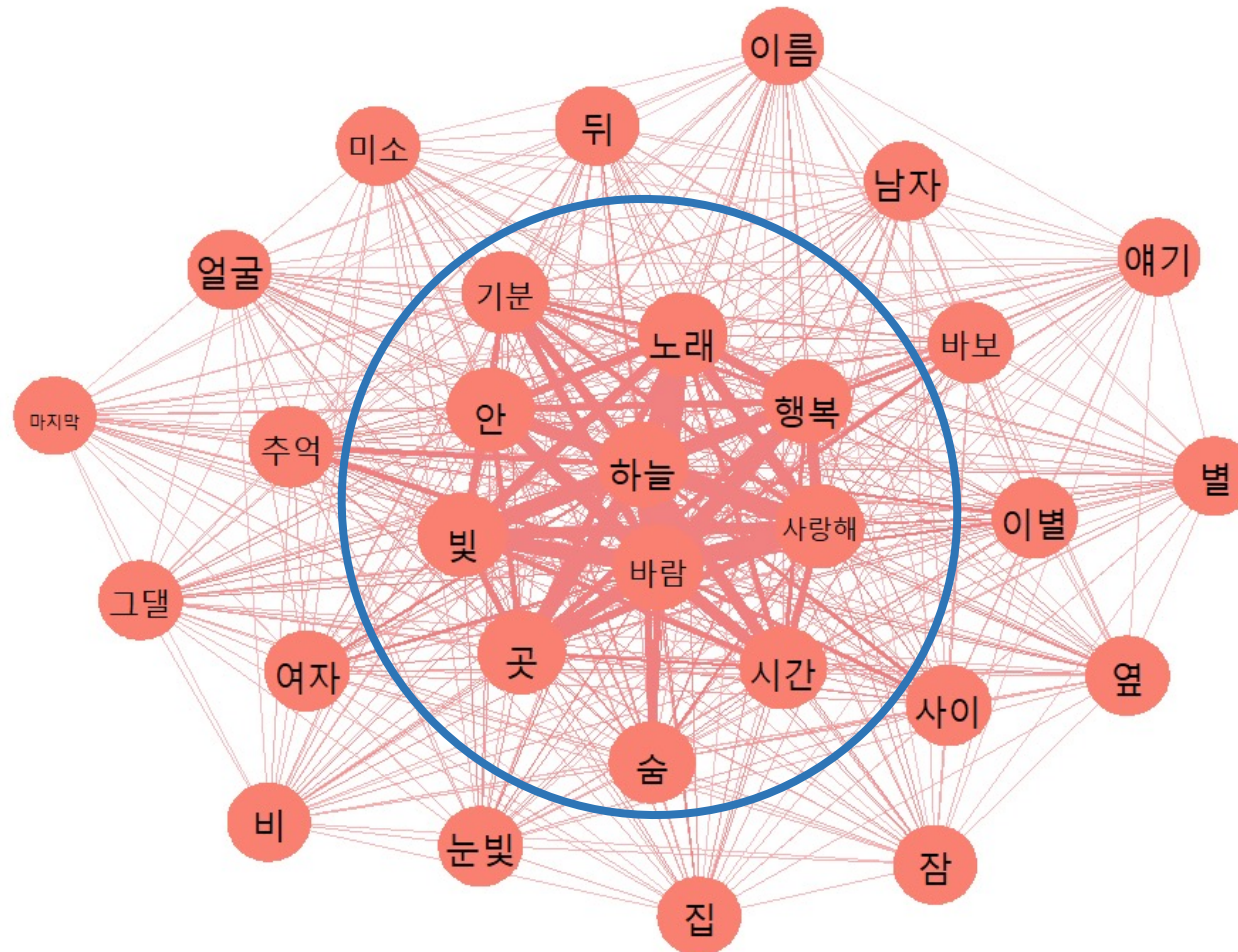 이름
뒤
미소
남자
얼굴
얘기
기분
노래
바보
행복
안
마지막
추억
하늘
별
빛
사랑해
이별
바람
그댈
곳
시간
여자
옆
사이
숨
비
눈빛
잠
집